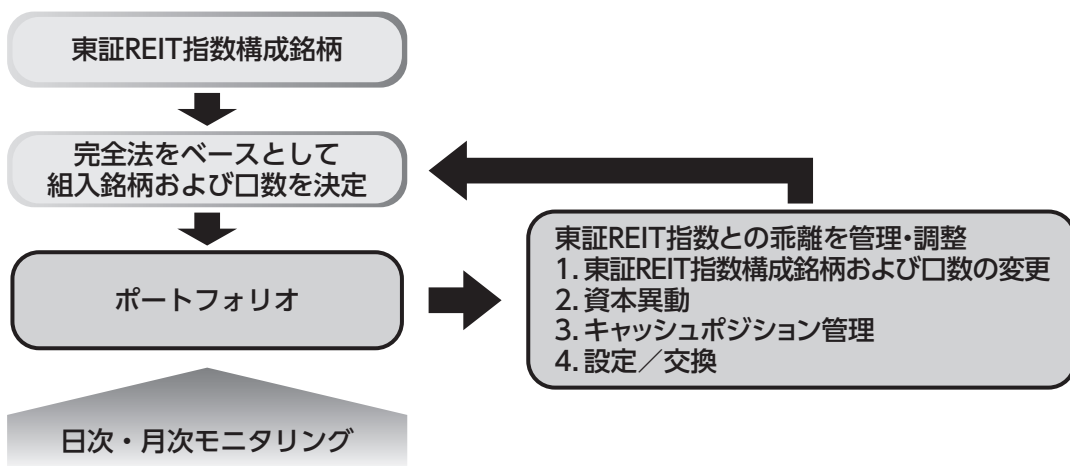 東証REIT指数構成銘柄
完全法をベースとして
組入銘柄および口数を決定
ポートフォリオ
東証REIT指数との乖離を管理・調整
1. 東証REIT指数構成銘柄および口数の変更
2. 資本異動
3. キャッシュポジション管理
4. 設定／交換
日次・月次モニタリング